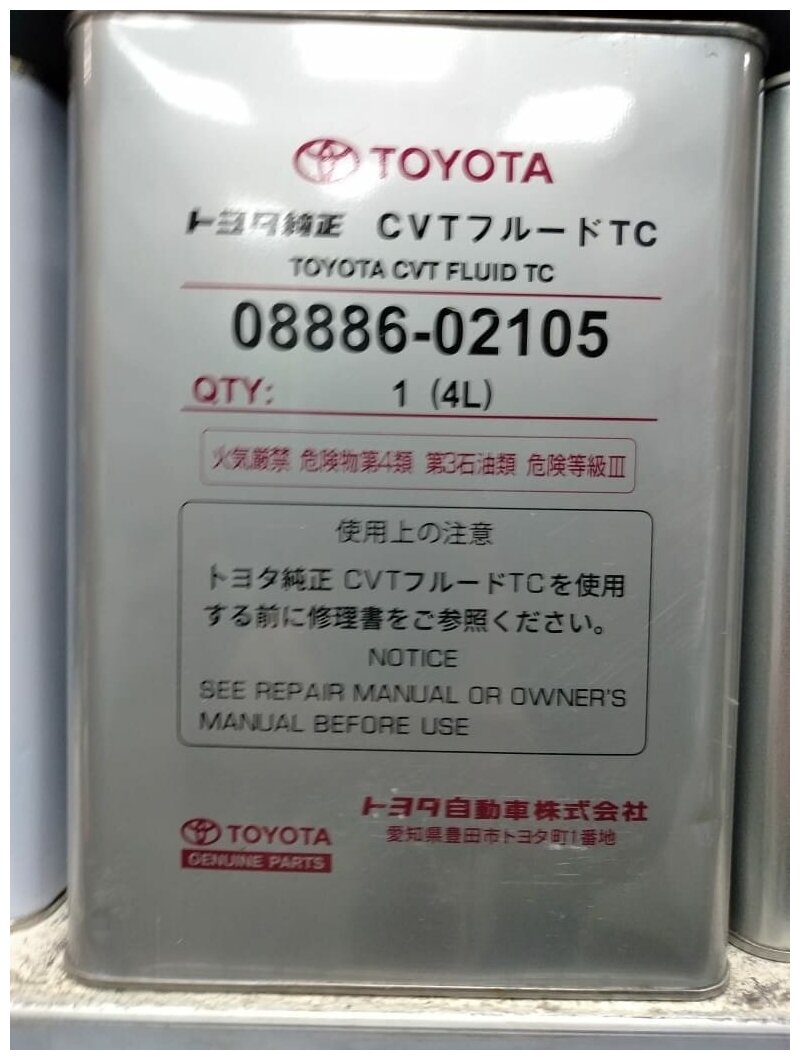 TOYOTA
トヨタ純正 CVTフルードTC
TOYOTA CVT FLUID TC
08886-02105
QTY: 1 (4L)
火気厳禁 危険物第4類 第3石油類 危険等級III
使用上の注意
トヨタ純正 CVTフルードTCを使用
する前に修理書をご参照ください。
NOTICE
SEE REPAIR MANUAL OR OWNER'S
MANUAL BEFORE USE
トヨタ自動車株式会社
愛知県豊田市トヨタ町1番地
TOYOTA
GENUINE PARTS